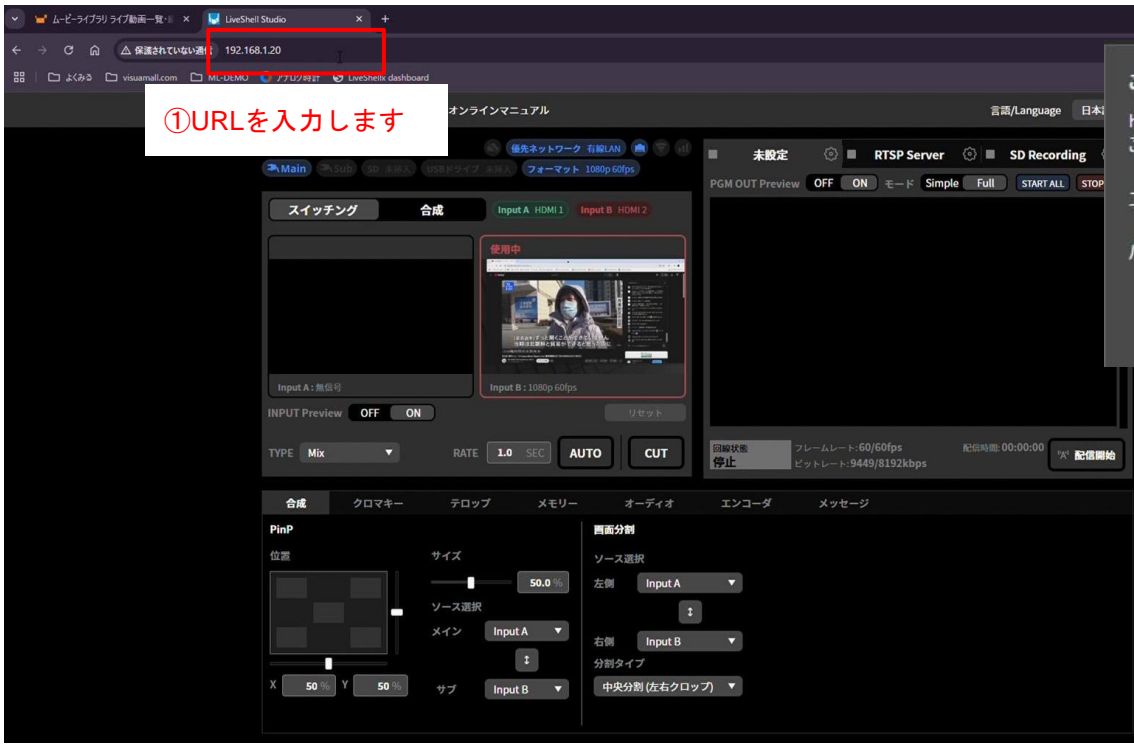 ムービーライブラリ ライブ動画一覧・
LiveShell Studio
保護されていない通信
192.168.1.20
よくみる
visuamall.com
ML-DEMO
アナログ時計
LiveShellx dashboard
①URLを入力します
オンラインマニュアル
言語/Language
日本
優先ネットワーク 有線LAN
Main
Sub
SD 未挿入
USBドライブ 未挿入
フォーマット 1080p 60fps
未設定
RTSP Server
SD Recording
PGM OUT Preview OFF ON モード Simple Full START ALL STOP
スイッチング 合成 Input A HDMI 1 Input B HDMI 2
使用中
Input A : 無信号
Input B : 1080p 60fps
INPUT Preview OFF ON
リセット
TYPE Mix RATE 1.0 SEC AUTO CUT
回線状態
停止
フレームレート:60/60fps
ビットレート:9449/8192kbps
配信時間: 00:00:00
配信開始
合成 クロマキー テロップ メモリー オーディオ エンコーダ メッセージ
PinP
位置
サイズ
50.0 %
ソース選択
メイン Input A
サブ Input B
X 50 % Y 50 %
画面分割
ソース選択
左側 Input A
右側 Input B
分割タイプ
中央分割 (左右クロップ)